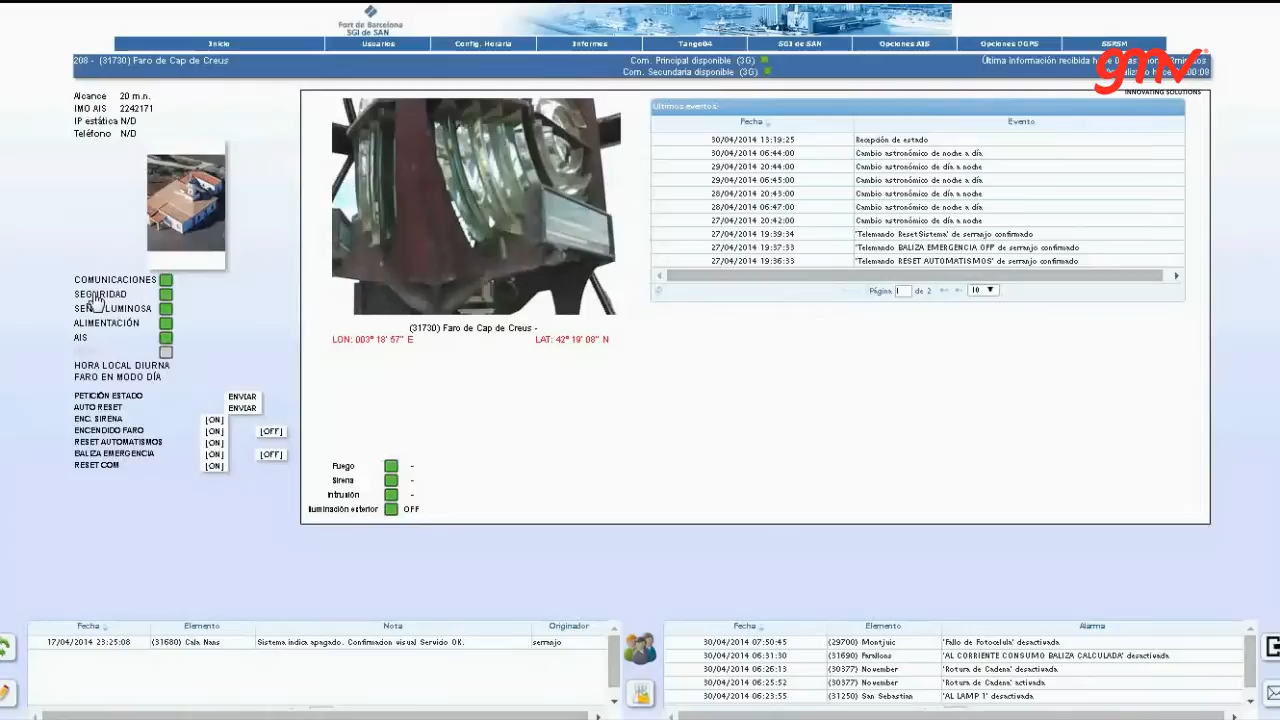 Port de Barcelona
SGI de SAN
Inicio
Usuarios
Config. Horaria
Informes
Tango04
SGI de SAN
Opciones AIS
Opciones DGPS
208 - (31730) Faro de Cap de Creus
Com. Principal disponible (3G)
Com. Secundaria disponible (3G)
Última información recibida
gmv
INNOVATING SOLUTIONS
Alcance 20 m.n.
IMO AIS 2242171
IP estática N/D
Teléfono N/D
COMUNICACIONES
SEGURIDAD
LUMINOSA
ALIMENTACIÓN
AIS
HORA LOCAL DIURNA
FARO EN MODO DÍA
PETICIÓN ESTADO ENVIAR
AUTO RESET ENVIAR
ENC. SIRENA [ON]
ENCENDIDO FARO [ON] [OFF]
RESET AUTOMATISMOS [ON]
BALIZA EMERGENCIA [ON] [OFF]
RESET COM [ON]
(31730) Faro de Cap de Creus -
LON: 003º 18' 57'' E LAT: 42º 19' 08'' N
Fuego -
Sirena -
Intrusión -
Iluminación exterior OFF
Ultimos eventos
Fecha Evento
30/04/2014 13:19:25 Recepción de estado
30/04/2014 06:44:00 Cambio astronómico de noche a día
29/04/2014 20:44:00 Cambio astronómico de día a noche
29/04/2014 06:45:00 Cambio astronómico de noche a día
28/04/2014 20:43:00 Cambio astronómico de día a noche
28/04/2014 06:47:00 Cambio astronómico de noche a día
27/04/2014 20:42:00 Cambio astronómico de día a noche
27/04/2014 19:39:34 'Telemando ResetSistema' de serranjo confirmado
27/04/2014 19:37:33 'Telemando BALIZA EMERGENCIA OFF' de serranjo confirmado
27/04/2014 19:36:33 'Telemando RESET AUTOMATISMOS' de serranjo confirmado
Página 1 de 2 10
Fecha Elemento Nota Originador
17/04/2014 23:25:08 (31680) Cala Nans Sistema indica apagado. Confirmacion visual Servicio OK. serranjo
Fecha Elemento Alarma
30/04/2014 07:50:45 (29700) Montjuic 'Fallo de Fotocelula' desactivada
30/04/2014 06:31:30 (31690) Farallons 'AL CORRIENTE CONSUMO BALIZA CALCULADA' desactivada
30/04/2014 06:26:13 (30377) November 'Rotura de Cadena' desactivada
30/04/2014 06:25:52 (30377) November 'Rotura de Cadena' activada
30/04/2014 06:23:55 (31250) San Sebastian 'AL LAMP 1' desactivada